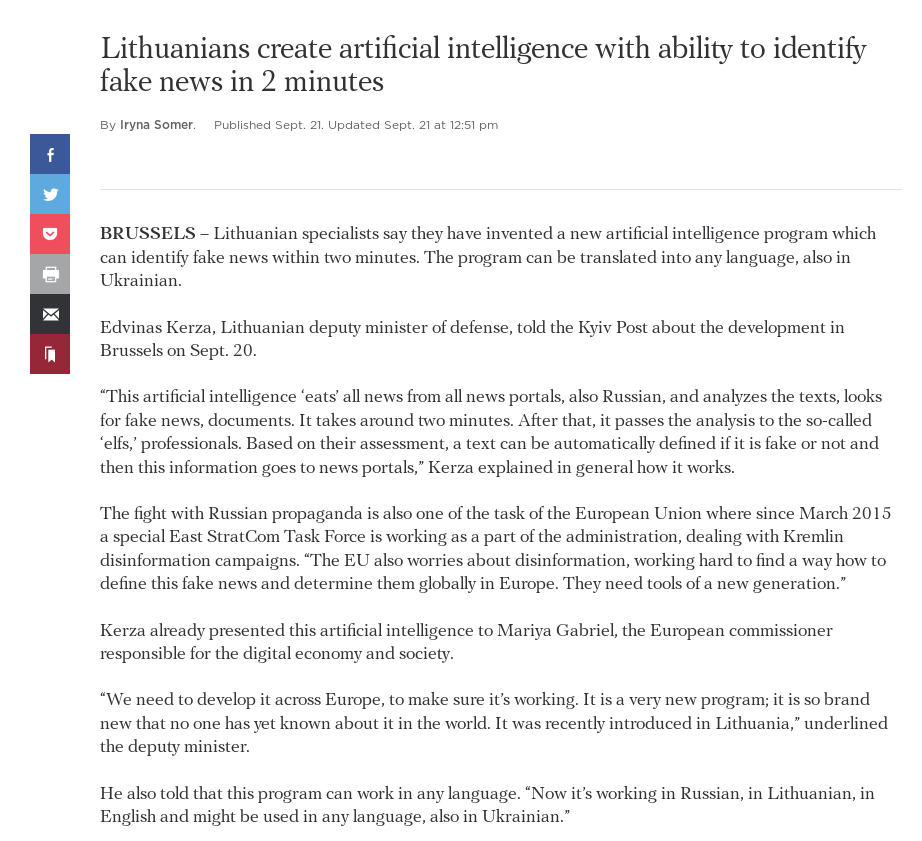 Lithuanians create artificial intelligence with ability to identify
fake news in 2 minutes
By Iryna Somer. Published Sept. 21. Updated Sept. 21 at 12:51 pm
BRUSSELS – Lithuanian specialists say they have invented a new artificial intelligence program which
can identify fake news within two minutes. The program can be translated into any language, also in
Ukrainian.
Edvinas Kerza, Lithuanian deputy minister of defense, told the Kyiv Post about the development in
Brussels on Sept. 20.
“This artificial intelligence ‘eats’ all news from all news portals, also Russian, and analyzes the texts, looks
for fake news, documents. It takes around two minutes. After that, it passes the analysis to the so-called
‘elfs,’ professionals. Based on their assessment, a text can be automatically defined if it is fake or not and
then this information goes to news portals,” Kerza explained in general how it works.
The fight with Russian propaganda is also one of the task of the European Union where since March 2015
a special East StratCom Task Force is working as a part of the administration, dealing with Kremlin
disinformation campaigns. “The EU also worries about disinformation, working hard to find a way how to
define this fake news and determine them globally in Europe. They need tools of a new generation.”
Kerza already presented this artificial intelligence to Mariya Gabriel, the European commissioner
responsible for the digital economy and society.
“We need to develop it across Europe, to make sure it’s working. It is a very new program; it is so brand
new that no one has yet known about it in the world. It was recently introduced in Lithuania,” underlined
the deputy minister.
He also told that this program can work in any language. “Now it’s working in Russian, in Lithuanian, in
English and might be used in any language, also in Ukrainian.”